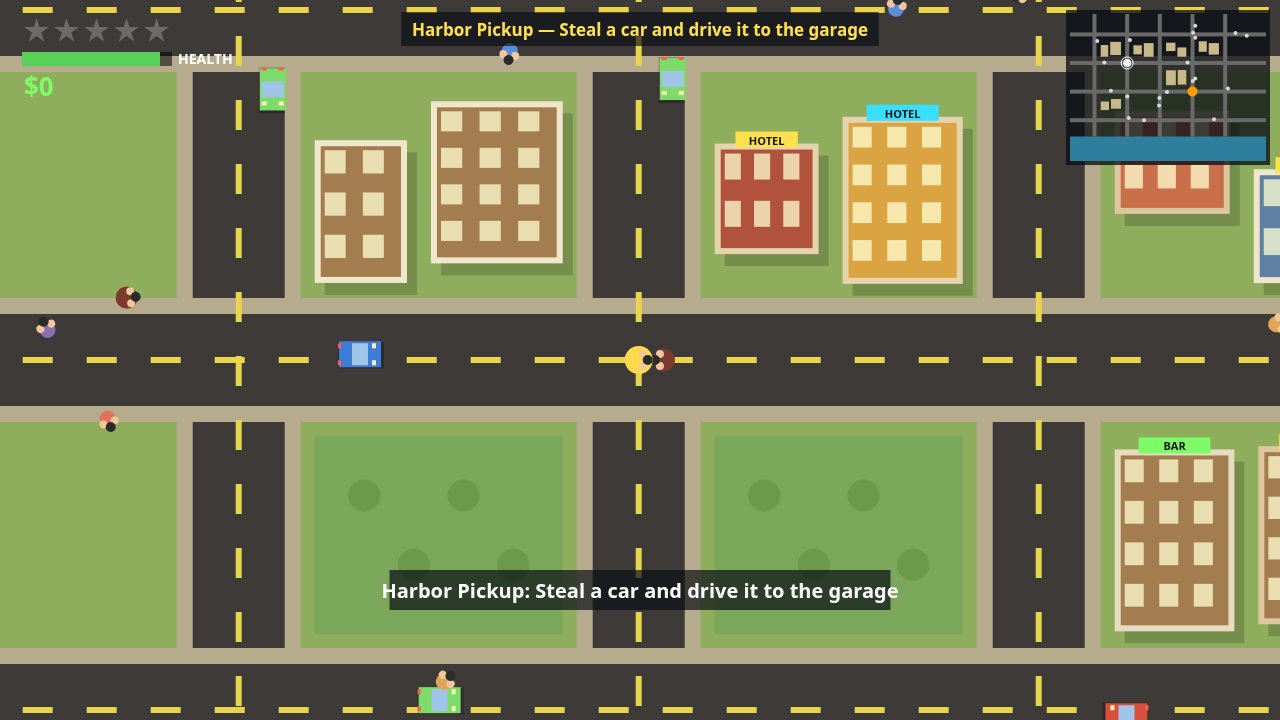 Harbor Pickup — Steal a car and drive it to the garage
HEALTH
$0
HOTEL
HOTEL
BAR
Harbor Pickup: Steal a car and drive it to the garage